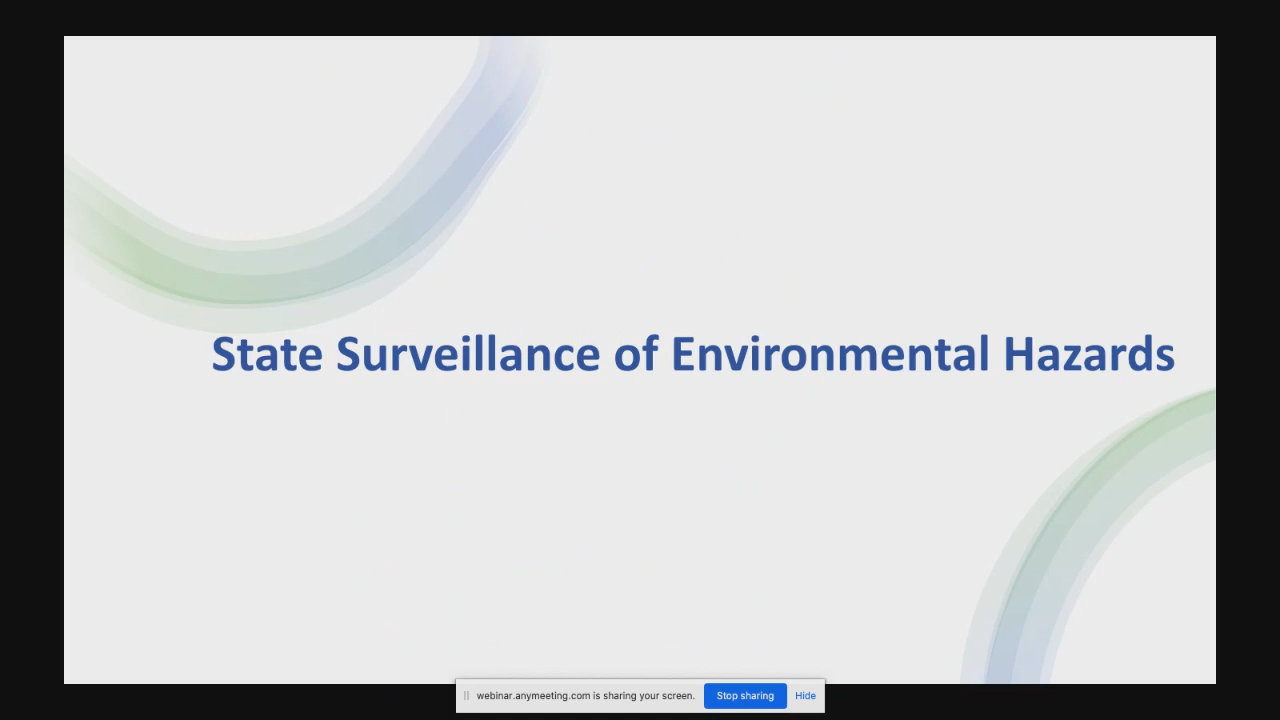 State Surveillance of Environmental Hazards
webinar.anymeeting.com is sharing your screen. Stop sharing Hide